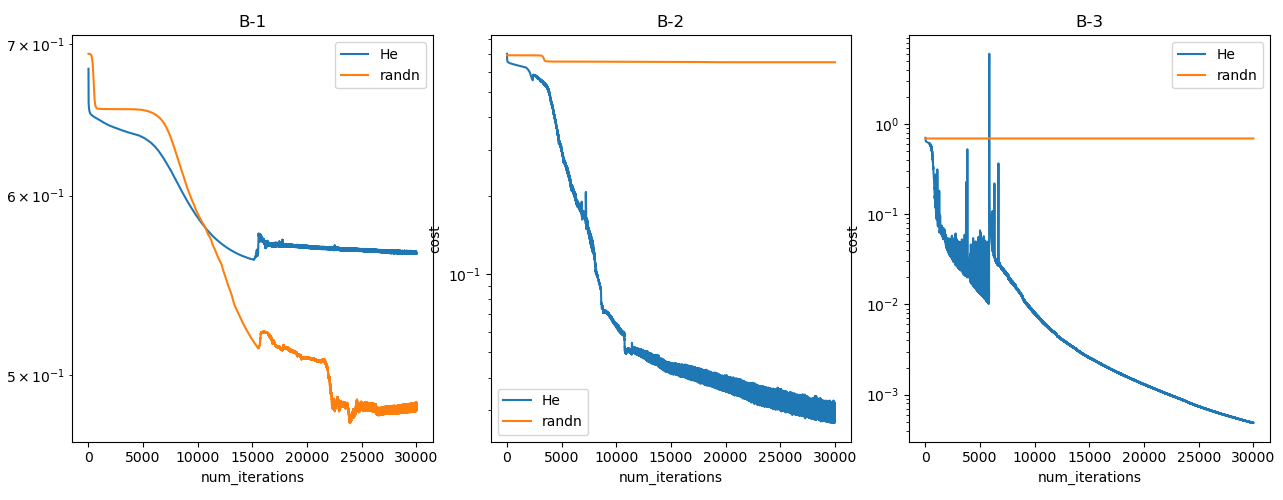 B-1
7 × 10⁻¹
6 × 10⁻¹
5 × 10⁻¹
He
randn
0 5000 10000 15000 20000 25000 30000
num_iterations
B-2
cost
10⁻¹
He
randn
0 5000 10000 15000 20000 25000 30000
num_iterations
B-3
cost
10⁰
10⁻¹
10⁻²
10⁻³
He
randn
0 5000 10000 15000 20000 25000 30000
num_iterations